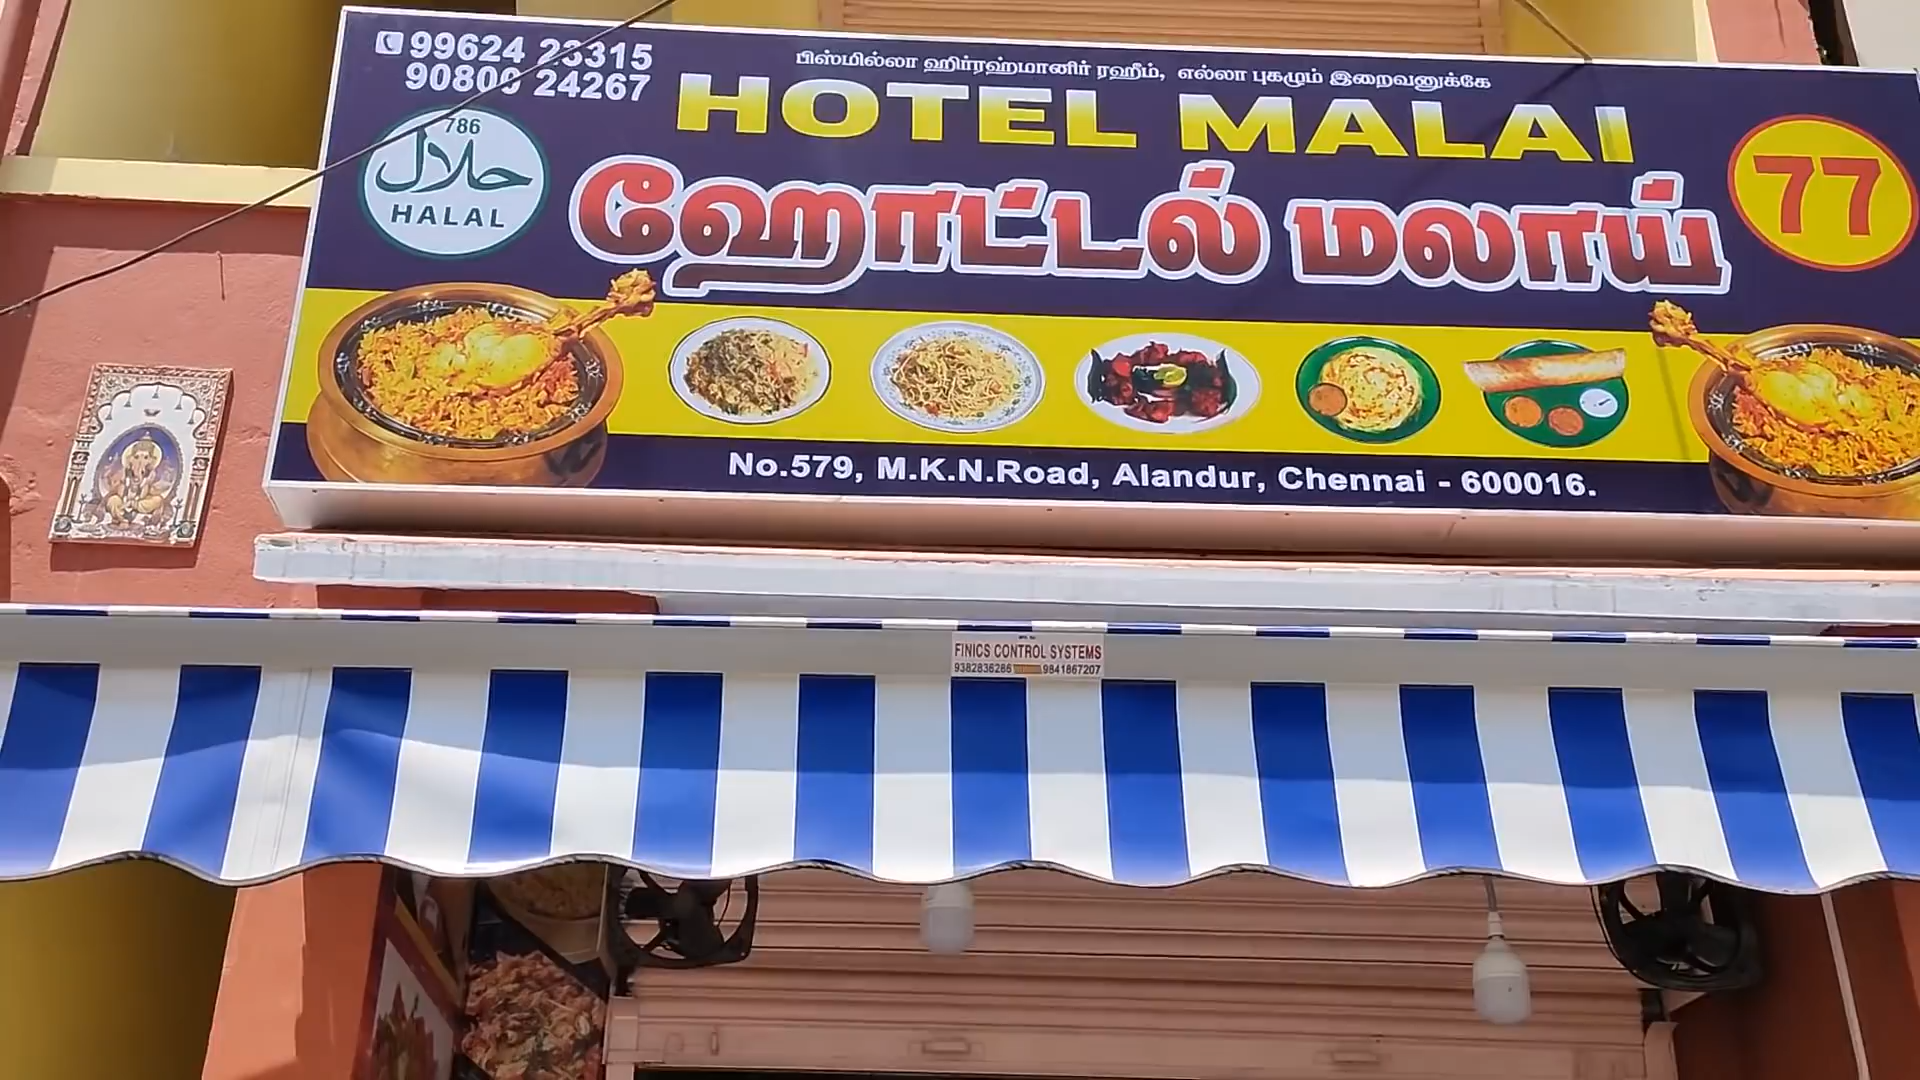 99624 23315
90800 24267
பிஸ்மில்லா ஹிர்ரஹ்மானிர் ரஹீம், எல்லா புகழும் இறைவனுக்கே
HOTEL MALAI
77
786
حلال
HALAL
ஹோட்டல் மலாய்
No.579, M.K.N.Road, Alandur, Chennai - 600016.
FINICS CONTROL SYSTEMS
9382836286 9841867207